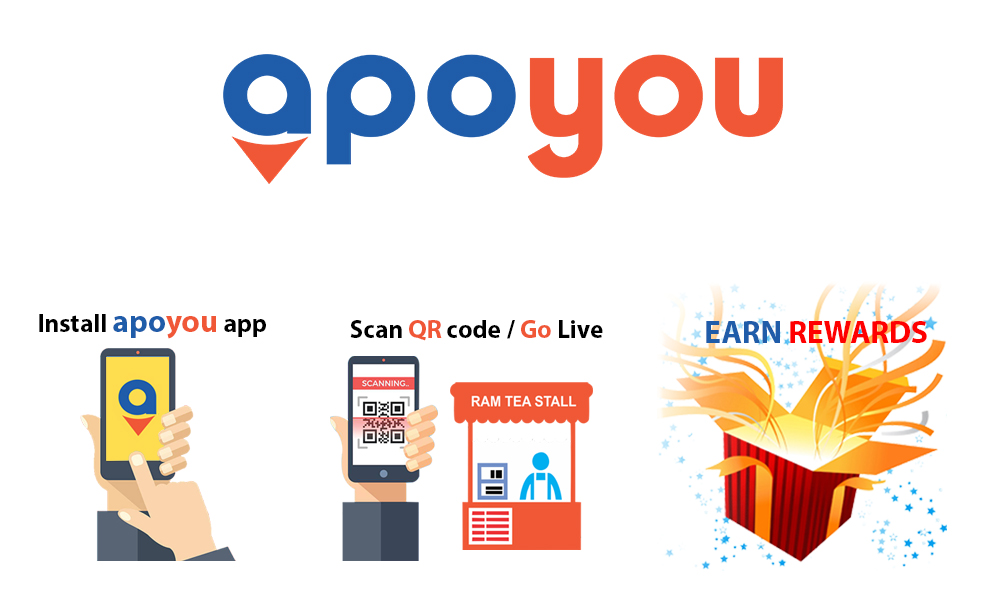 apoyou
Install apoyou app
Scan QR code / Go Live
EARN REWARDS
a
SCANNING..
RAM TEA STALL